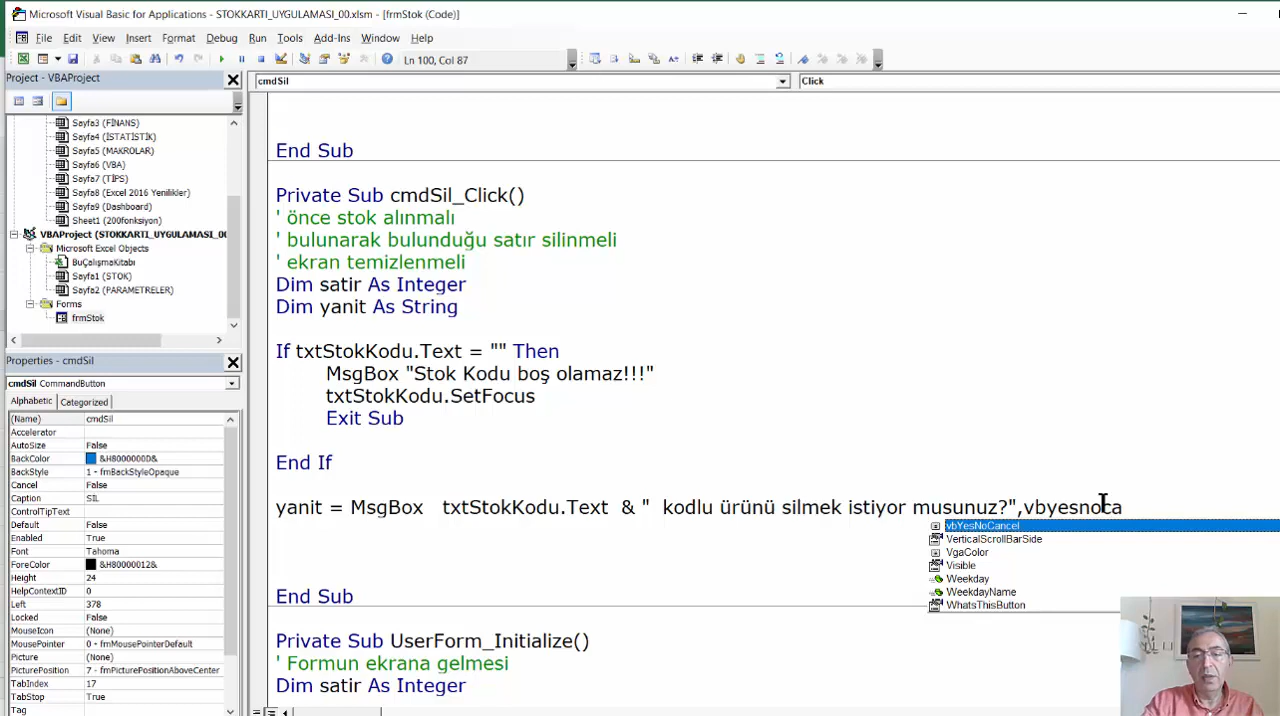 Microsoft Visual Basic for Applications - STOKKARTI_UYGULAMASI_00.xlsm - [frmStok (Code)]
File Edit View Insert Format Debug Run Tools Add-Ins Window Help
Ln 100, Col 87
Project - VBAProject
cmdSil
Click
Sayfa3 (FİNANS)
Sayfa4 (İSTATİSTİK)
Sayfa5 (MAKROLAR)
Sayfa6 (VBA)
Sayfa7 (TİPS)
Sayfa8 (Excel 2016 Yenilikler)
Sayfa9 (Dashboard)
Sheet1 (200fonksiyon)
VBAProject (STOKKARTI_UYGULAMASI_00
Microsoft Excel Objects
BuÇalışmaKitabı
Sayfa1 (STOK)
Sayfa2 (PARAMETRELER)
Forms
frmStok
Properties - cmdSil
cmdSil CommandButton
Alphabetic Categorized
(Name) cmdSil
Accelerator
AutoSize False
BackColor &H8000000D&
BackStyle 1 - fmBackStyleOpaque
Cancel False
Caption SIL
ControlTipText
Default False
Enabled True
Font Tahoma
ForeColor &H80000012&
Height 24
HelpContextID 0
Left 378
Locked False
MouseIcon (None)
MousePointer 0 - fmMousePointerDefault
Picture (None)
PicturePosition 7 - fmPicturePositionAboveCenter
TabIndex 17
TabStop True
Tag
End Sub
Private Sub cmdSil_Click()
' önce stok alınmalı
' bulunarak bulunduğu satır silinmeli
' ekran temizlenmeli
Dim satir As Integer
Dim yanit As String
If txtStokKodu.Text = "" Then
MsgBox "Stok Kodu boş olamaz!!!"
txtStokKodu.SetFocus
Exit Sub
End If
yanit = MsgBox txtStokKodu.Text & " kodlu ürünü silmek istiyor musunuz?",vbyesnoca
vbYesNoCancel
VerticalScrollBarSide
VgaColor
Visible
Weekday
WeekdayName
WhatsThisButton
End Sub
Private Sub UserForm_Initialize()
' Formun ekrana gelmesi
Dim satir As Integer